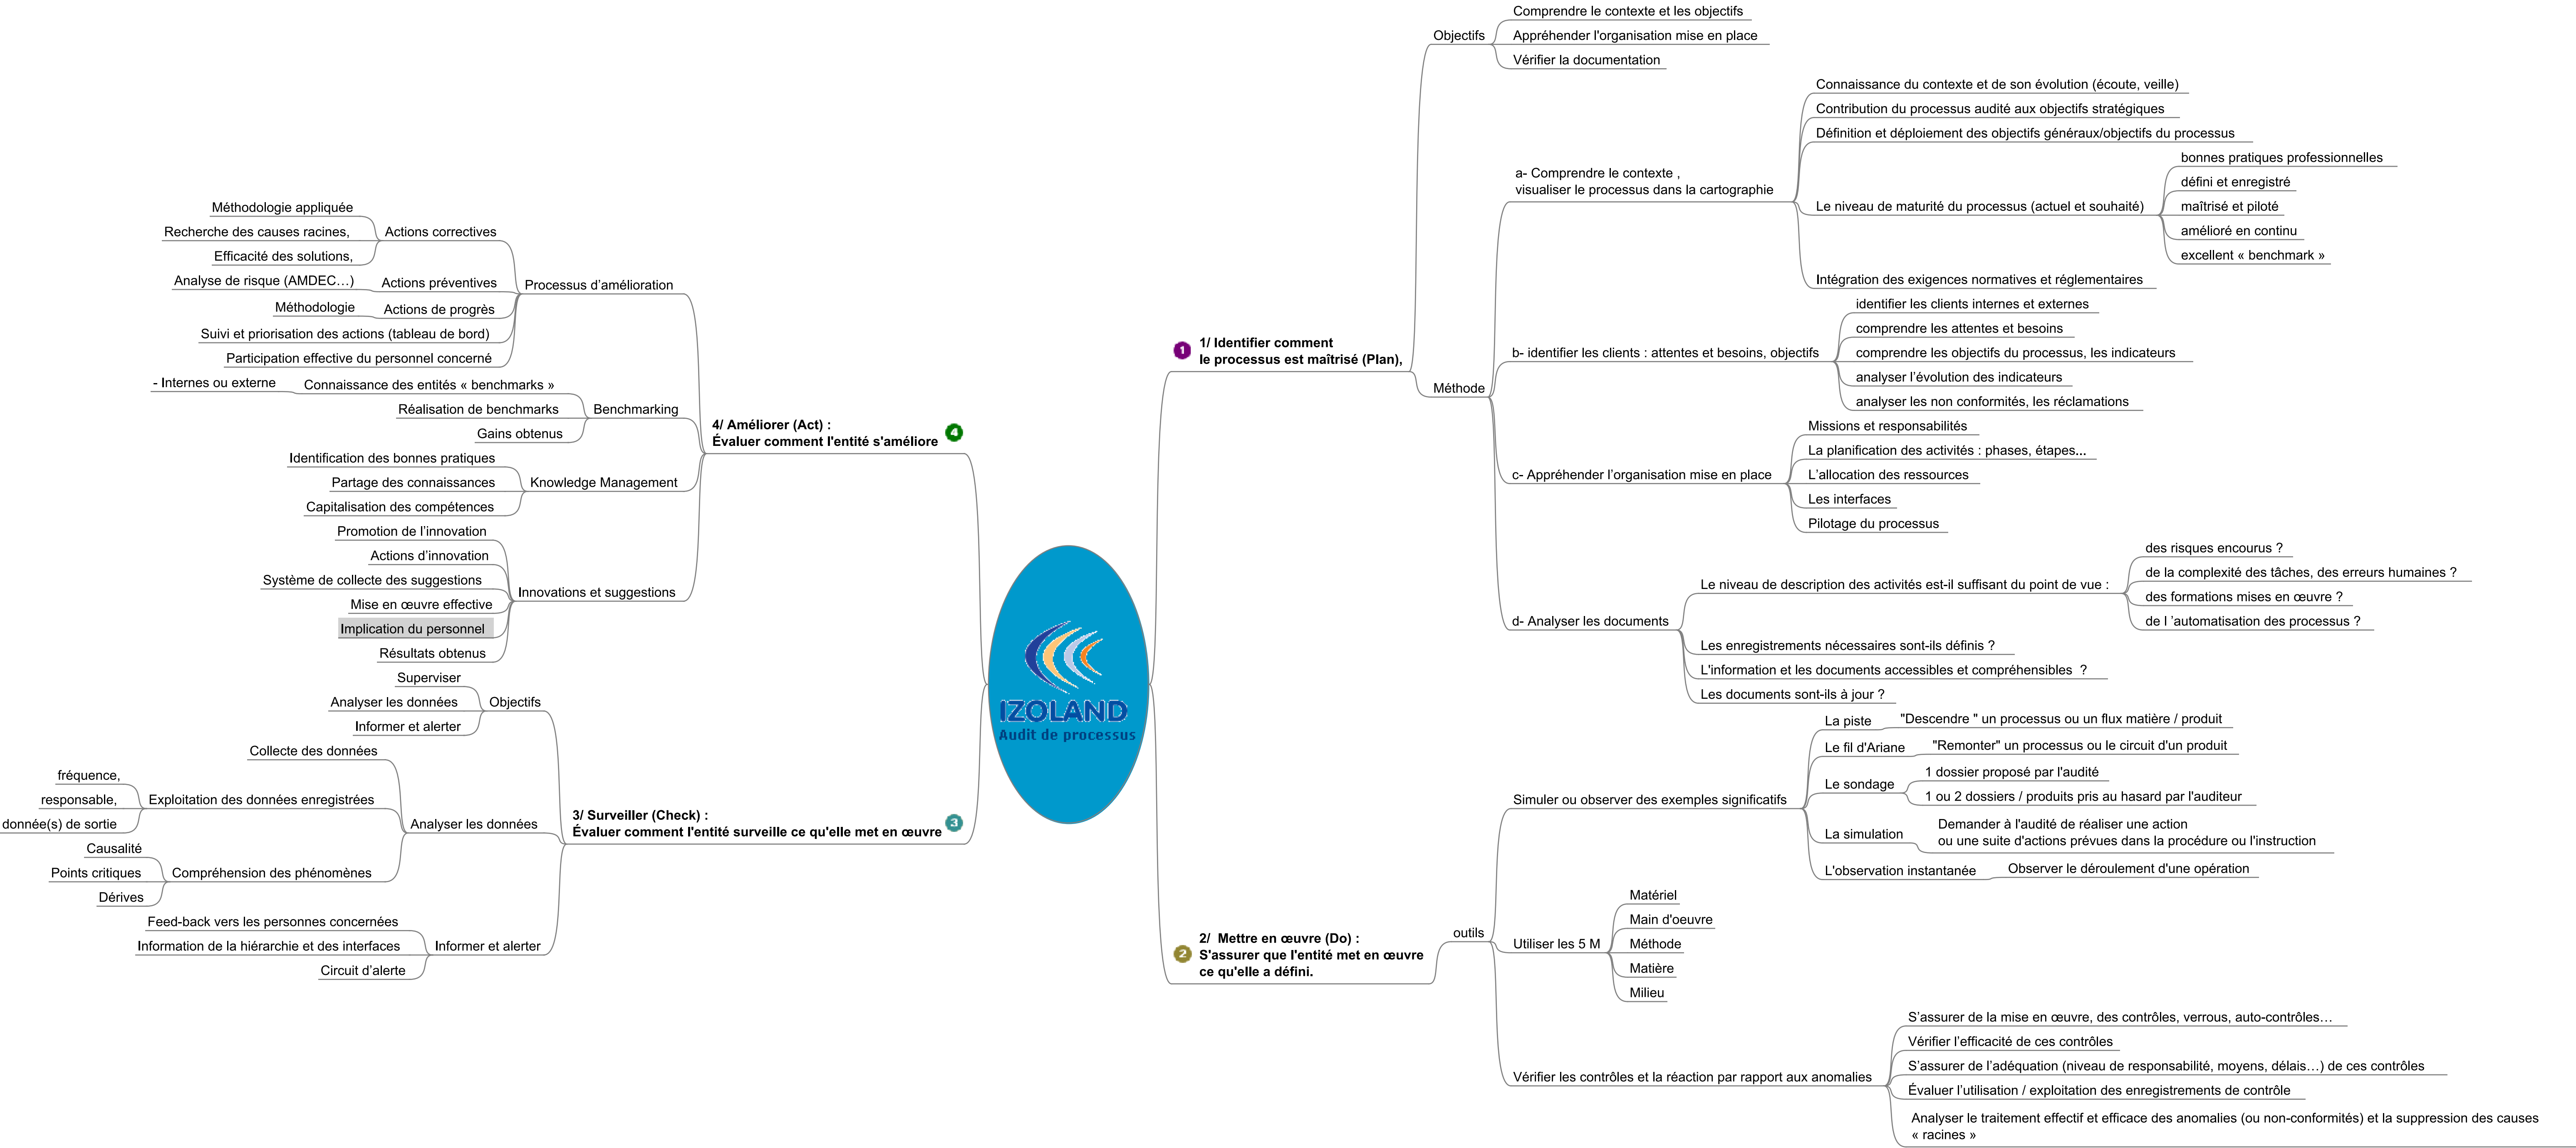 IZOLAND
Audit de processus
1
1/ Identifier comment
le processus est maîtrisé (Plan),
Objectifs
Comprendre le contexte et les objectifs
Appréhender l'organisation mise en place
Vérifier la documentation
Méthode
a- Comprendre le contexte ,
visualiser le processus dans la cartographie
Connaissance du contexte et de son évolution (écoute, veille)
Contribution du processus audité aux objectifs stratégiques
Définition et déploiement des objectifs généraux/objectifs du processus
Le niveau de maturité du processus (actuel et souhaité)
bonnes pratiques professionnelles
défini et enregistré
maîtrisé et piloté
amélioré en continu
excellent « benchmark »
Intégration des exigences normatives et réglementaires
b- identifier les clients : attentes et besoins, objectifs
identifier les clients internes et externes
comprendre les attentes et besoins
comprendre les objectifs du processus, les indicateurs
analyser l’évolution des indicateurs
analyser les non conformités, les réclamations
c- Appréhender l’organisation mise en place
Missions et responsabilités
La planification des activités : phases, étapes...
L’allocation des ressources
Les interfaces
Pilotage du processus
d- Analyser les documents
Le niveau de description des activités est-il suffisant du point de vue :
des risques encourus ?
de la complexité des tâches, des erreurs humaines ?
des formations mises en œuvre ?
de l ’automatisation des processus ?
Les enregistrements nécessaires sont-ils définis ?
L'information et les documents accessibles et compréhensibles  ?
Les documents sont-ils à jour ?
2
2/  Mettre en œuvre (Do) :
S'assurer que l'entité met en œuvre
ce qu'elle a défini.
outils
Simuler ou observer des exemples significatifs
La piste
"Descendre " un processus ou un flux matière / produit
Le fil d'Ariane
"Remonter" un processus ou le circuit d'un produit
Le sondage
1 dossier proposé par l'audité
1 ou 2 dossiers / produits pris au hasard par l'auditeur
La simulation
Demander à l'audité de réaliser une action
ou une suite d'actions prévues dans la procédure ou l'instruction
L'observation instantanée
Observer le déroulement d'une opération
Utiliser les 5 M
Matériel
Main d'oeuvre
Méthode
Matière
Milieu
Vérifier les contrôles et la réaction par rapport aux anomalies
S’assurer de la mise en œuvre, des contrôles, verrous, auto-contrôles…
Vérifier l’efficacité de ces contrôles
S’assurer de l’adéquation (niveau de responsabilité, moyens, délais…) de ces contrôles
Évaluer l’utilisation / exploitation des enregistrements de contrôle
Analyser le traitement effectif et efficace des anomalies (ou non-conformités) et la suppression des causes
« racines »
3/ Surveiller (Check) :
Évaluer comment l'entité surveille ce qu'elle met en œuvre
3
Objectifs
Superviser
Analyser les données
Informer et alerter
Analyser les données
Collecte des données
Exploitation des données enregistrées
fréquence,
responsable,
donnée(s) de sortie
Compréhension des phénomènes
Causalité
Points critiques
Dérives
Informer et alerter
Feed-back vers les personnes concernées
Information de la hiérarchie et des interfaces
Circuit d’alerte
4/ Améliorer (Act) :
Évaluer comment l'entité s'améliore
4
Processus d’amélioration
Actions correctives
Méthodologie appliquée
Recherche des causes racines,
Efficacité des solutions,
Actions préventives
Analyse de risque (AMDEC…)
Actions de progrès
Méthodologie
Suivi et priorisation des actions (tableau de bord)
Participation effective du personnel concerné
Benchmarking
Connaissance des entités « benchmarks »
- Internes ou externe
Réalisation de benchmarks
Gains obtenus
Knowledge Management
Identification des bonnes pratiques
Partage des connaissances
Capitalisation des compétences
Innovations et suggestions
Promotion de l’innovation
Actions d’innovation
Système de collecte des suggestions
Mise en œuvre effective
Implication du personnel
Résultats obtenus